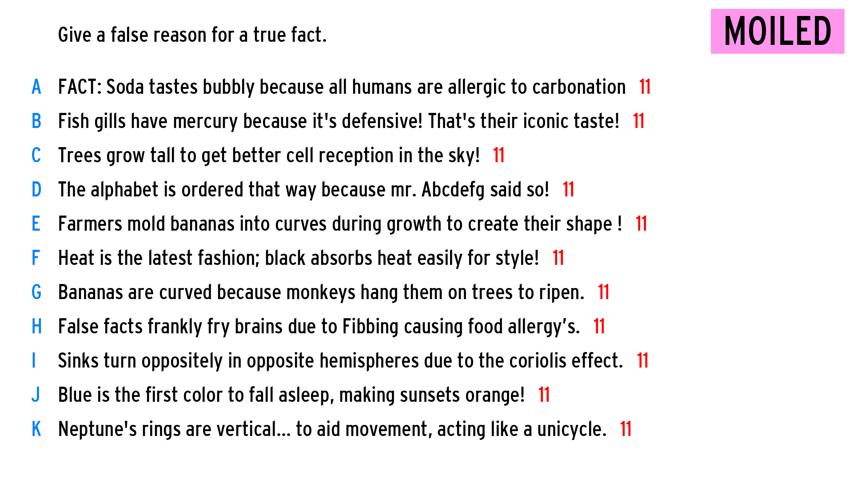 Give a false reason for a true fact.
MOILED
A FACT: Soda tastes bubbly because all humans are allergic to carbonation 11
B Fish gills have mercury because it's defensive! That's their iconic taste! 11
C Trees grow tall to get better cell reception in the sky! 11
D The alphabet is ordered that way because mr. Abcdefg said so! 11
E Farmers mold bananas into curves during growth to create their shape ! 11
F Heat is the latest fashion; black absorbs heat easily for style! 11
G Bananas are curved because monkeys hang them on trees to ripen. 11
H False facts frankly fry brains due to Fibbing causing food allergy’s. 11
I Sinks turn oppositely in opposite hemispheres due to the coriolis effect. 11
J Blue is the first color to fall asleep, making sunsets orange! 11
K Neptune's rings are vertical... to aid movement, acting like a unicycle. 11